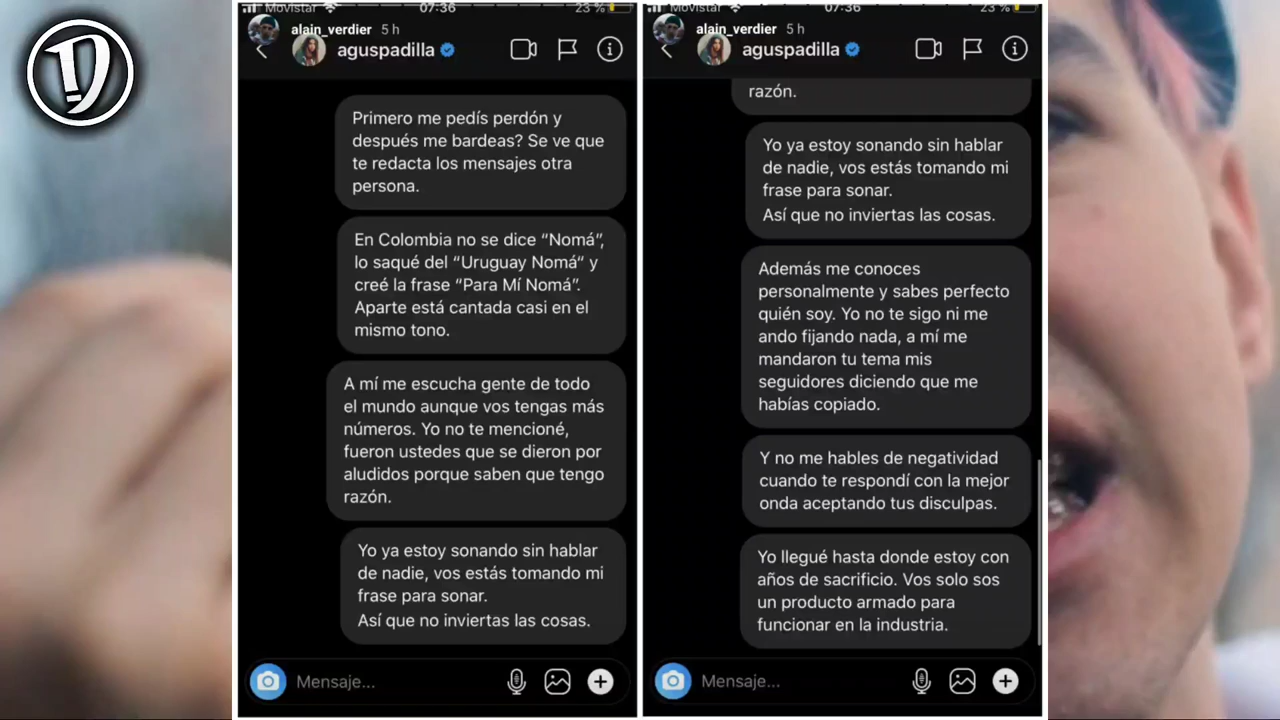 Movistar 07:36 23 %
alain_verdier 5 h
aguspadilla
Primero me pedís perdón y
después me bardeas? Se ve que
te redacta los mensajes otra
persona.
En Colombia no se dice “Nomá”,
lo saqué del “Uruguay Nomá“ y
creé la frase “Para Mí Nomá”.
Aparte está cantada casi en el
mismo tono.
A mí me escucha gente de todo
el mundo aunque vos tengas más
números. Yo no te mencioné,
fueron ustedes que se dieron por
aludidos porque saben que tengo
razón.
Yo ya estoy sonando sin hablar
de nadie, vos estás tomando mi
frase para sonar.
Así que no inviertas las cosas.
Mensaje...
Movistar 07:36 23 %
alain_verdier 5 h
aguspadilla
razón.
Yo ya estoy sonando sin hablar
de nadie, vos estás tomando mi
frase para sonar.
Así que no inviertas las cosas.
Además me conoces
personalmente y sabes perfecto
quién soy. Yo no te sigo ni me
ando fijando nada, a mí me
mandaron tu tema mis
seguidores diciendo que me
habías copiado.
Y no me hables de negatividad
cuando te respondí con la mejor
onda aceptando tus disculpas.
Yo llegué hasta donde estoy con
años de sacrificio. Vos solo sos
un producto armado para
funcionar en la industria.
Mensaje...